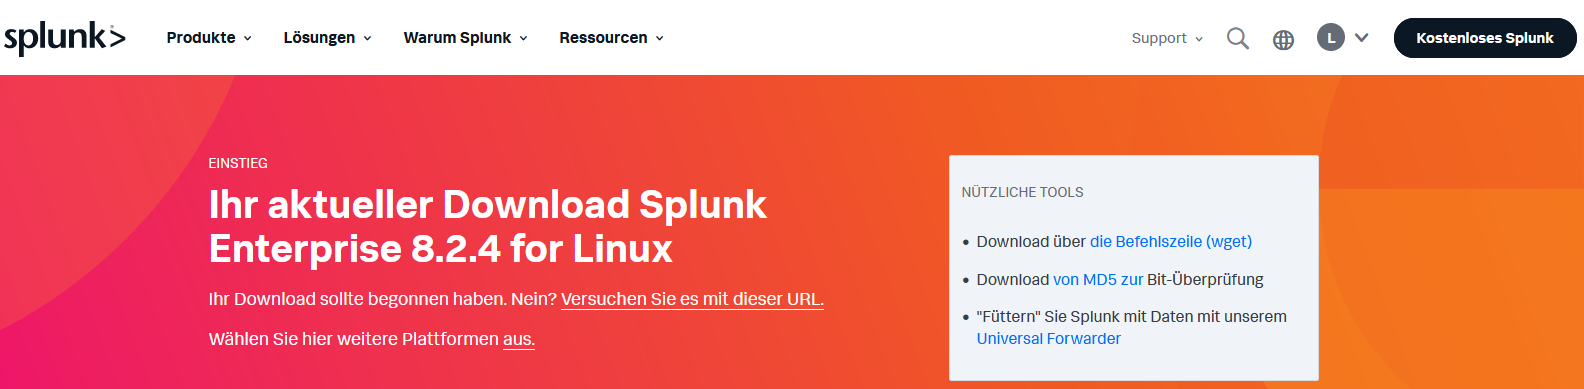 splunk>
Produkte
Lösungen
Warum Splunk
Ressourcen
Support
L
Kostenloses Splunk
EINSTIEG
Ihr aktueller Download Splunk
Enterprise 8.2.4 for Linux
Ihr Download sollte begonnen haben. Nein? Versuchen Sie es mit dieser URL.
Wählen Sie hier weitere Plattformen aus.
NÜTZLICHE TOOLS
• Download über die Befehlszeile (wget)
• Download von MD5 zur Bit-Überprüfung
• "Füttern" Sie Splunk mit Daten mit unserem
Universal Forwarder